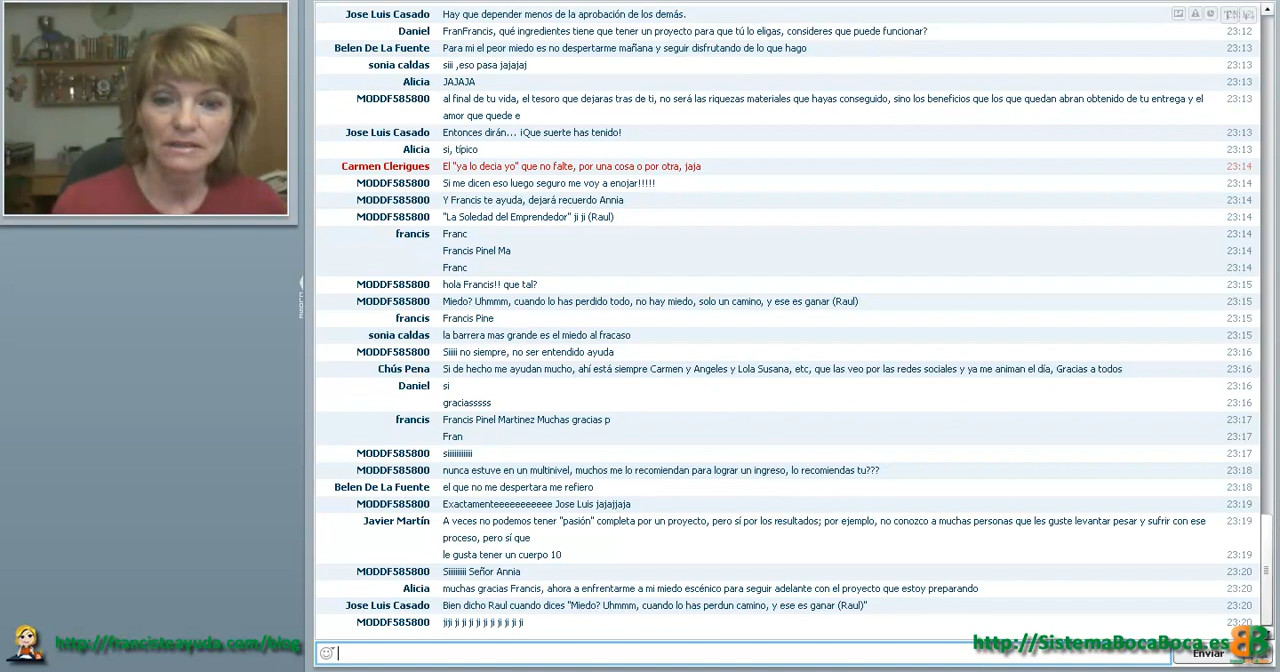 Jose Luis Casado Hay que depender menos de la aprobación de los demás.
Daniel FranFrancis, qué ingredientes tiene que tener un proyecto para que tú lo eligas, consideres que puede funcionar? 23:12
Belen De La Fuente Para mi el peor miedo es no despertarme mañana y seguir disfrutando de lo que hago 23:13
sonia caldas siii ,eso pasa jajajaj 23:13
Alicia JAJAJA 23:13
MODDF585800 al final de tu vida, el tesoro que dejaras tras de ti, no será las riquezas materiales que hayas conseguido, sino los beneficios que los que quedan abran obtenido de tu entrega y el 23:13
amor que quede e
Jose Luis Casado Entonces dirán... ¡Que suerte has tenido! 23:13
Alicia si, típico 23:13
Carmen Clerigues El "ya lo decia yo" que no falte, por una cosa o por otra, jaja 23:14
MODDF585800 Si me dicen eso luego seguro me voy a enojar!!!!! 23:14
MODDF585800 Y Francis te ayuda, dejará recuerdo Annia 23:14
MODDF585800 "La Soledad del Emprendedor" ji ji (Raul) 23:14
francis Franc 23:14
Francis Pinel Ma 23:14
Franc 23:14
MODDF585800 hola Francis!! que tal? 23:15
MODDF585800 Miedo? Uhmmm, cuando lo has perdido todo, no hay miedo, solo un camino, y ese es ganar (Raul) 23:15
francis Francis Pine 23:15
sonia caldas la barrera mas grande es el miedo al fracaso 23:15
MODDF585800 Siiii no siempre, no ser entendido ayuda 23:16
Chús Pena Si de hecho me ayudan mucho, ahí está siempre Carmen y Angeles y Lola Susana, etc, que las veo por las redes sociales y ya me animan el día, Gracias a todos 23:16
Daniel si 23:16
graciasssss 23:16
francis Francis Pinel Martinez Muchas gracias p 23:17
Fran 23:17
MODDF585800 siiiiiiiiiiii 23:17
MODDF585800 nunca estuve en un multinivel, muchos me lo recomiendan para lograr un ingreso, lo recomiendas tu??? 23:18
Belen De La Fuente el que no me despertara me refiero 23:18
MODDF585800 Exactamenteeeeeeeeeee Jose Luis jajajjaja 23:19
Javier Martín A veces no podemos tener "pasión" completa por un proyecto, pero sí por los resultados; por ejemplo, no conozco a muchas personas que les guste levantar pesar y sufrir con ese 23:19
proceso, pero sí que
le gusta tener un cuerpo 10 23:19
MODDF585800 Siiiiiiiii Señor Annia 23:20
Alicia muchas gracias Francis, ahora a enfrentarme a mi miedo escénico para seguir adelante con el proyecto que estoy preparando 23:20
Jose Luis Casado Bien dicho Raul cuando dices "Miedo? Uhmmm, cuando lo has perdun camino, y ese es ganar (Raul)" 23:20
MODDF585800 jiji ji ji ji ji ji ji ji ji ji ji 23:20
Enviar
http://francisteayuda.com/blog
http://SistemaBocaBoca.es